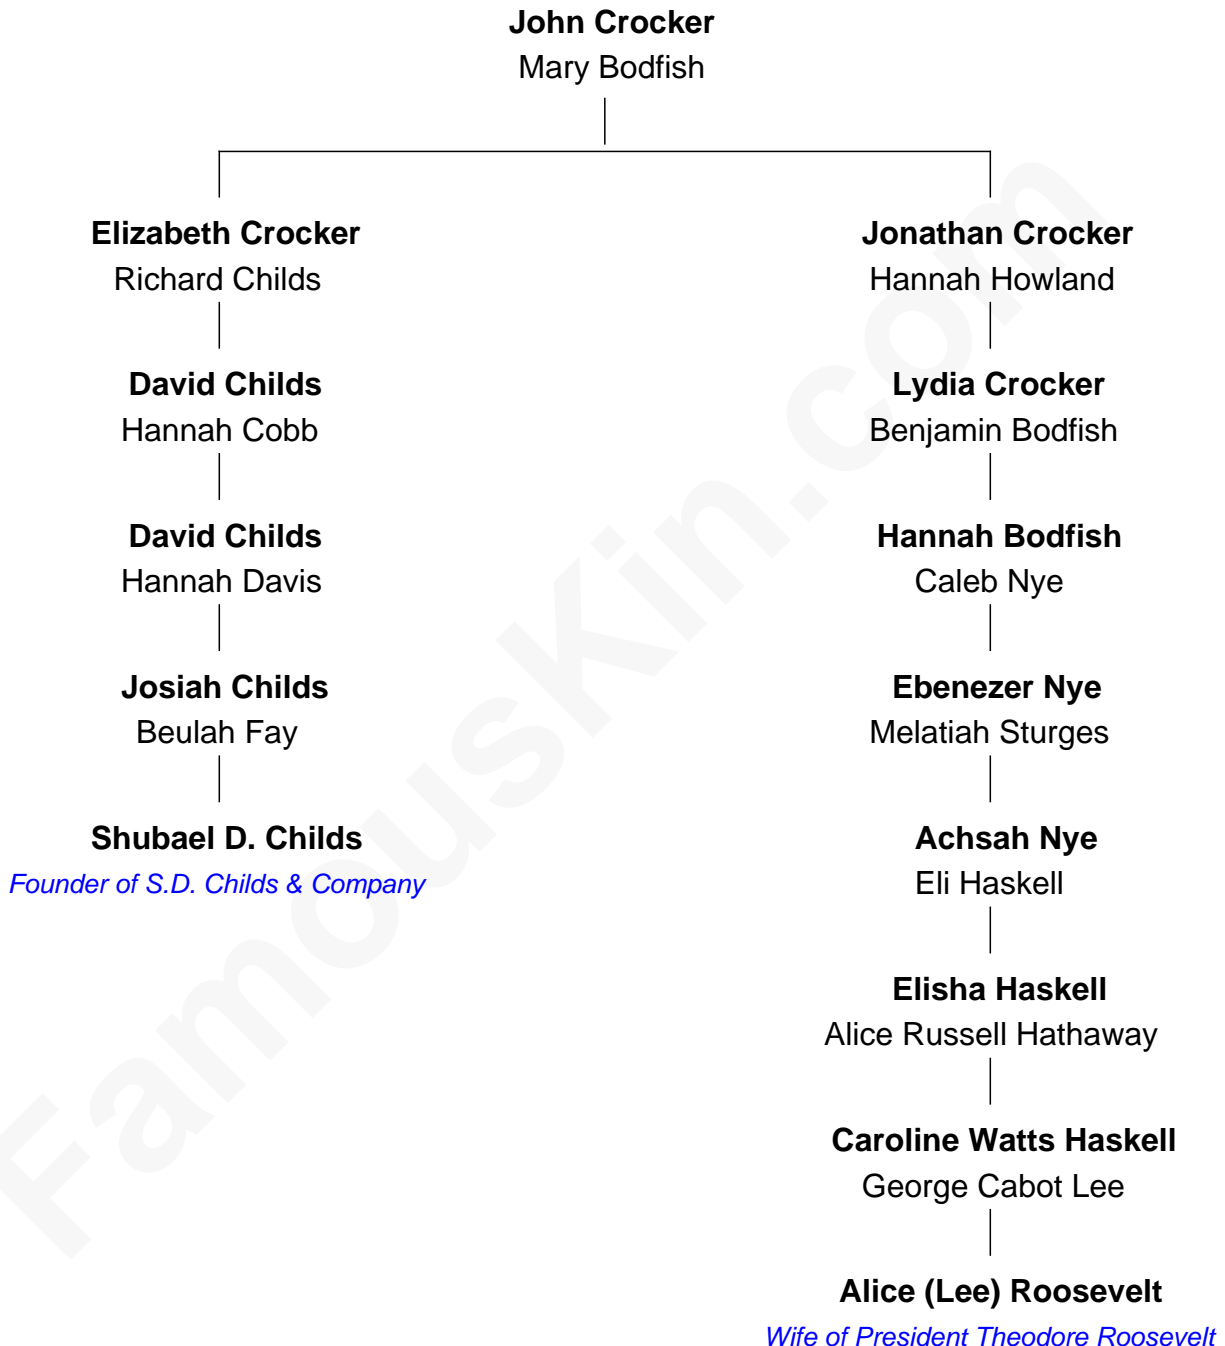 John Crocker
Mary Bodfish
Elizabeth Crocker
Richard Childs
David Childs
Hannah Cobb
David Childs
Hannah Davis
Josiah Childs
Beulah Fay
Shubael D. Childs
Founder of S.D. Childs & Company
Jonathan Crocker
Hannah Howland
Lydia Crocker
Benjamin Bodfish
Hannah Bodfish
Caleb Nye
Ebenezer Nye
Melatiah Sturges
Achsah Nye
Eli Haskell
Elisha Haskell
Alice Russell Hathaway
Caroline Watts Haskell
George Cabot Lee
Alice (Lee) Roosevelt
Wife of President Theodore Roosevelt
FamousKin.com